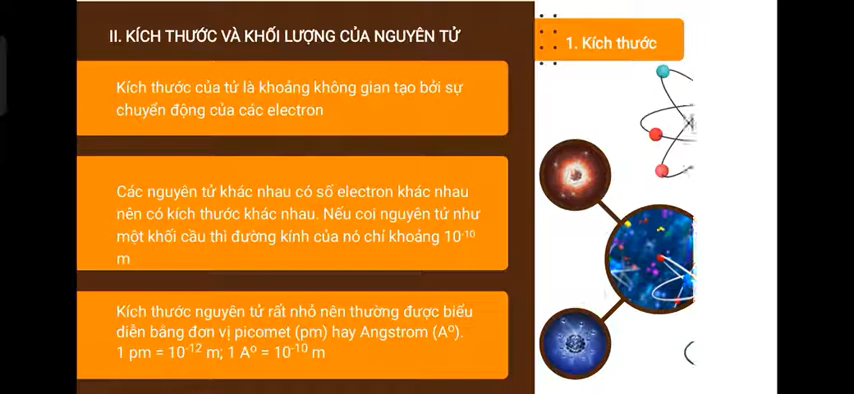 II. KÍCH THƯỚC VÀ KHỐI LƯỢNG CỦA NGUYÊN TỬ
1. Kích thước
Kích thước của tử là khoảng không gian tạo bởi sự
chuyển động của các electron
Các nguyên tử khác nhau có số electron khác nhau
nên có kích thước khác nhau. Nếu coi nguyên tử như
một khối cầu thì đường kính của nó chỉ khoảng 10⁻¹⁰
m
Kích thước nguyên tử rất nhỏ nên thường được biểu
diễn bằng đơn vị picomet (pm) hay Angstrom (Aº).
1 pm = 10⁻¹² m; 1 Aº = 10⁻¹⁰ m